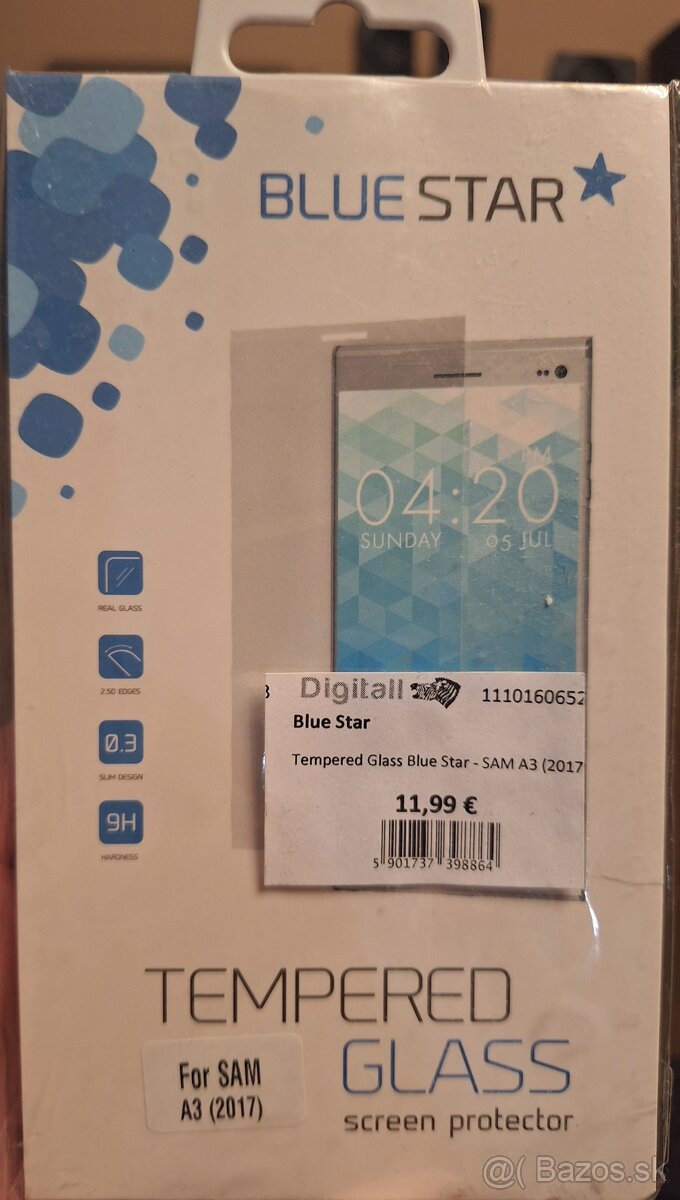 BLUE STAR
PM
04:20
SUNDAY 05 JUL
REAL GLASS
2.5D EDGES
0.3
SLIM DESIGN
9H
HARDNESS
Digitall 1110160652
Blue Star
Tempered Glass Blue Star - SAM A3 (2017
11,99 €
5 901737 398864
TEMPERED
GLASS
screen protector
For SAM
A3 (2017)
@( Bazos.sk